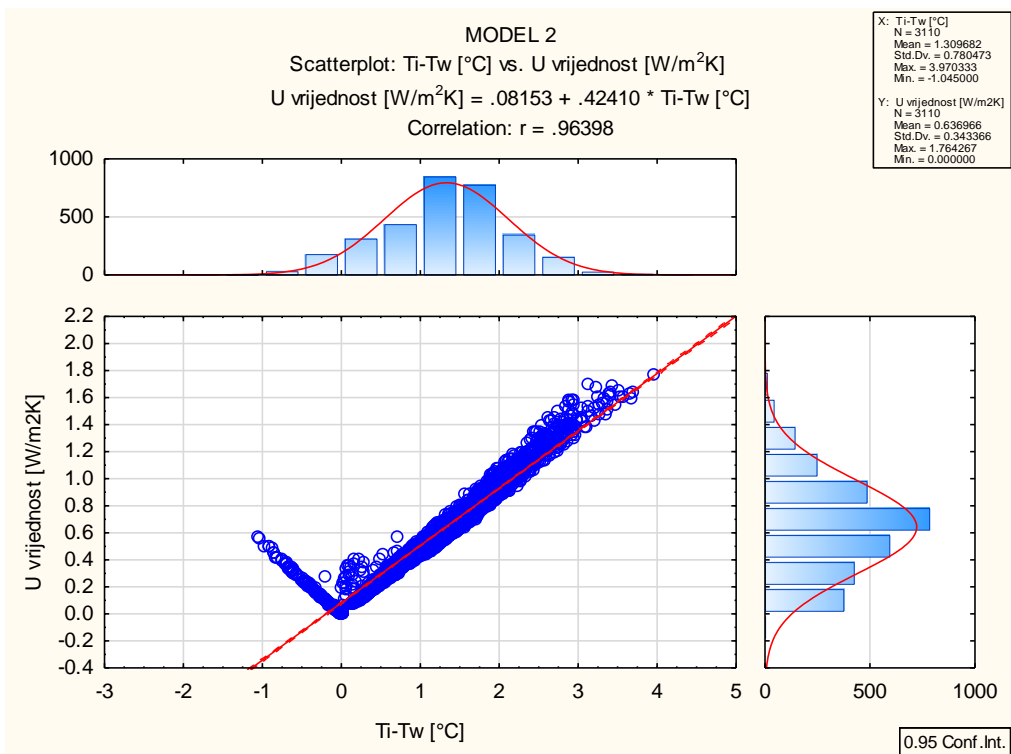 MODEL 2
Scatterplot: Ti-Tw [°C] vs. U vrijednost [W/m²K]
U vrijednost [W/m²K] = .08153 + .42410 * Ti-Tw [°C]
Correlation: r = .96398
X: Ti-Tw [°C]
N = 3110
Mean = 1.309682
Std.Dv. = 0.780473
Max. = 3.970333
Min. = -1.045000
Y: U vrijednost [W/m2K]
N = 3110
Mean = 0.636966
Std.Dv. = 0.343366
Max. = 1.764267
Min. = 0.000000
1000
500
0
2.2
2.0
1.8
1.6
1.4
1.2
1.0
0.8
0.6
0.4
0.2
0.0
-0.2
-0.4
U vrijednost [W/m2K]
-3 -2 -1 0 1 2 3 4 5
Ti-Tw [°C]
0 500 1000
0.95 Conf.Int.